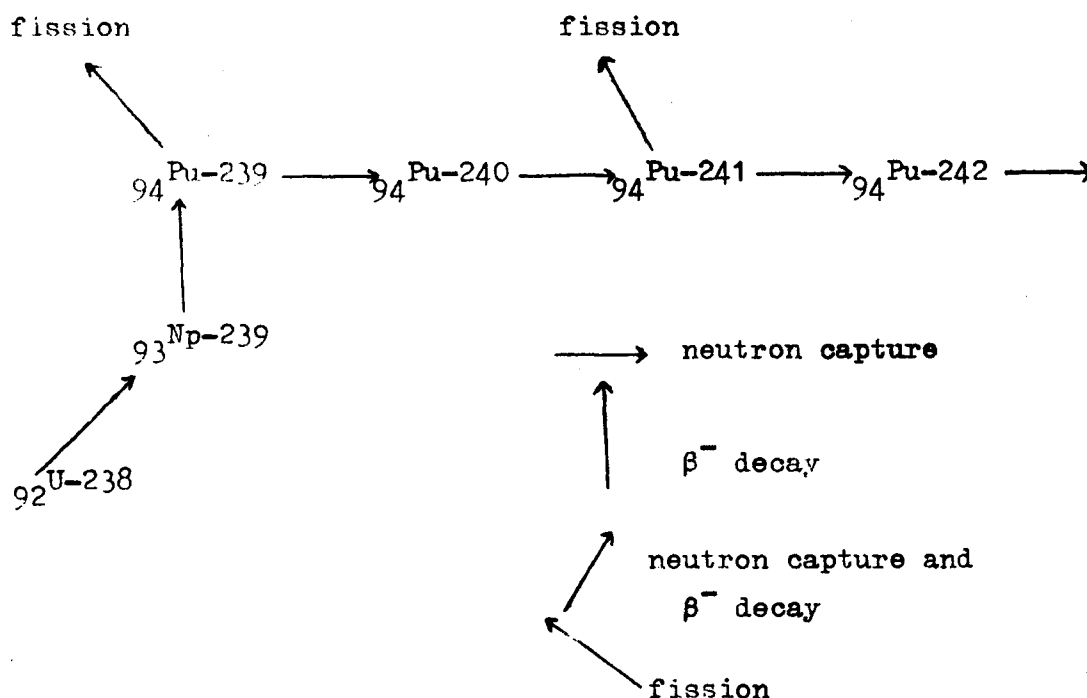 fission fission
94Pu-239 94Pu-240 94Pu-241 94Pu-242
93Np-239
neutron capture
92U-238
β⁻ decay
neutron capture and
β⁻ decay
fission